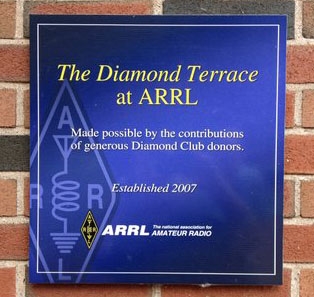 The Diamond Terrace
at ARRL
Made possible by the contributions
of generous Diamond Club donors.
Established 2007
A
R R
L
ARRL The national association for
AMATEUR RADIO